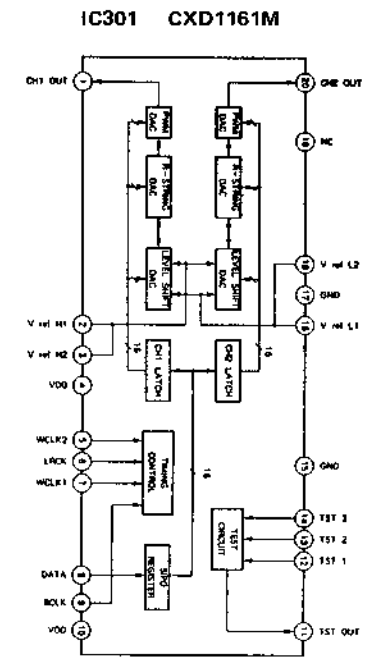 IC301 CXD1161M
CH1 OUT
1
20
CH2 OUT
PWM
DAC
PWM
DAC
19
NC
R-STRING
DAC
R-STRING
DAC
LEVEL SHIFT
DAC
LEVEL SHIFT
DAC
18
V ref L2
17
GND
V ref H1
2
16
V ref L1
V ref H2
3
16
16
CH1 LATCH
CH2 LATCH
VDD
4
WCLK2
5
LRCK
6
WCLK1
7
TIMING
CONTROL
16
15
GND
14
TST 3
13
TST 2
12
TST 1
TEST
CIRCUIT
DATA
8
SIPO
REGISTER
BCLK
9
VDD
10
11
TST OUT